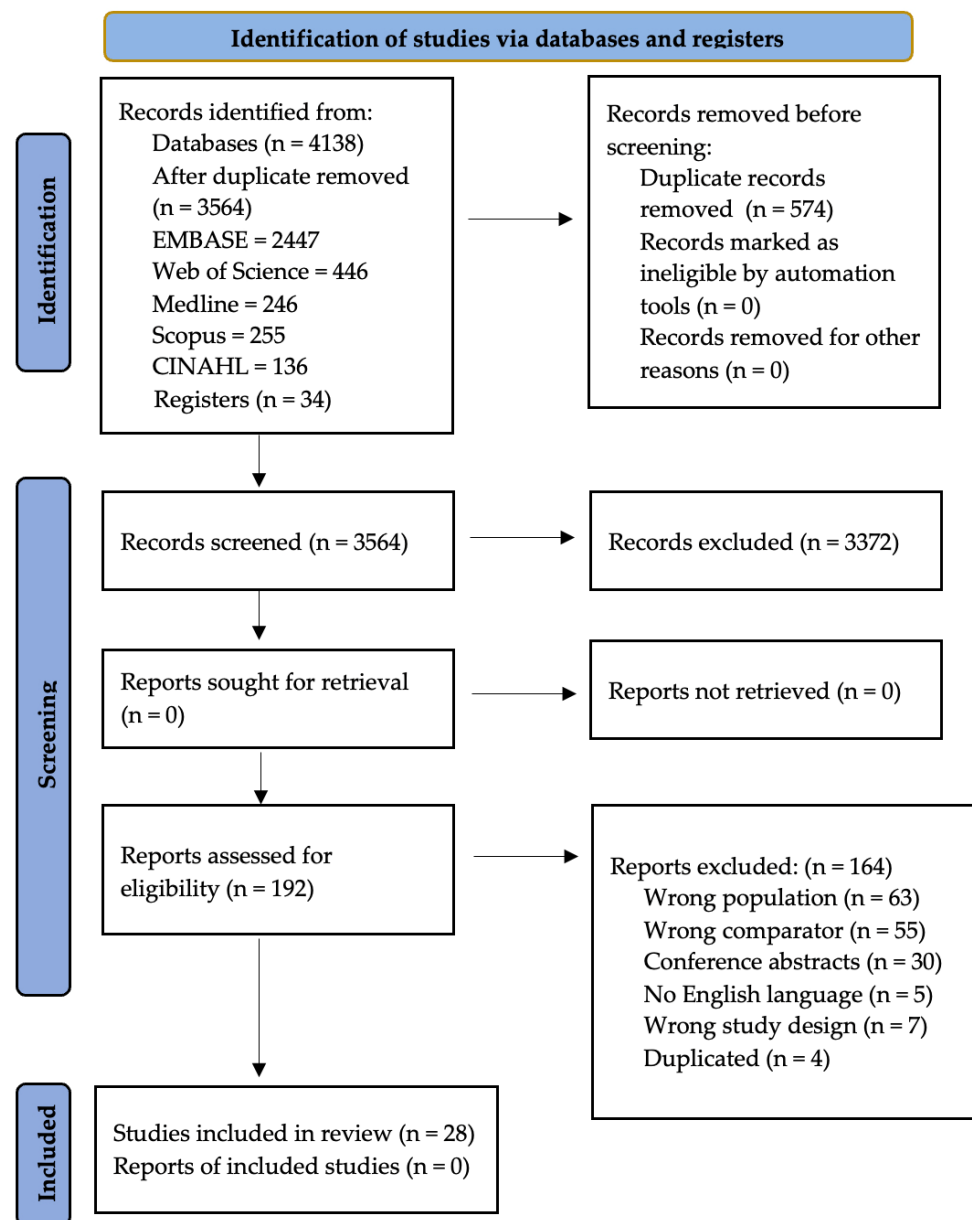 Identification of studies via databases and registers
Identification
Records identified from:
Databases (n = 4138)
After duplicate removed
(n = 3564)
EMBASE = 2447
Web of Science = 446
Medline = 246
Scopus = 255
CINAHL = 136
Registers (n = 34)
Records removed before
screening:
Duplicate records
removed (n = 574)
Records marked as
ineligible by automation
tools (n = 0)
Records removed for other
reasons (n = 0)
Screening
Records screened (n = 3564)
Records excluded (n = 3372)
Reports sought for retrieval
(n = 0)
Reports not retrieved (n = 0)
Reports assessed for
eligibility (n = 192)
Reports excluded: (n = 164)
Wrong population (n = 63)
Wrong comparator (n = 55)
Conference abstracts (n = 30)
No English language (n = 5)
Wrong study design (n = 7)
Duplicated (n = 4)
Included
Studies included in review (n = 28)
Reports of included studies (n = 0)